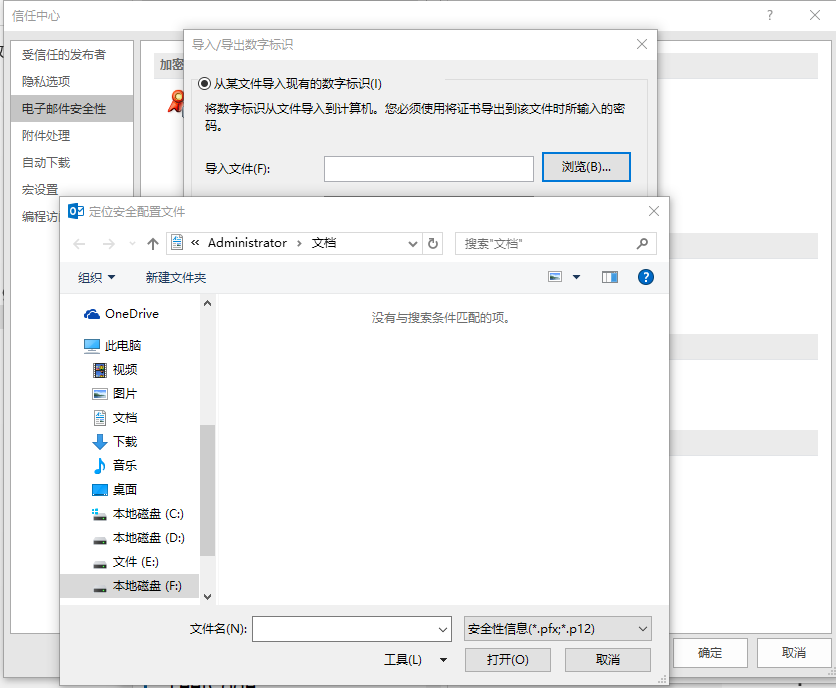 信任中心
受信任的发布者
隐私选项
电子邮件安全性
附件处理
自动下载
宏设置
编程访
加密
导入/导出数字标识
从某文件导入现有的数字标识(I)
将数字标识从文件导入到计算机。您必须使用将证书导出到该文件时所输入的密
码。
导入文件(F):
浏览(B)...
定位安全配置文件
« Administrator › 文档
搜索"文档"
组织
新建文件夹
OneDrive
此电脑
视频
图片
文档
下载
音乐
桌面
本地磁盘 (C:)
本地磁盘 (D:)
文件 (E:)
本地磁盘 (F:)
没有与搜索条件匹配的项。
文件名(N):
安全性信息(*.pfx;*.p12)
工具(L)
打开(O)
取消
确定
取消